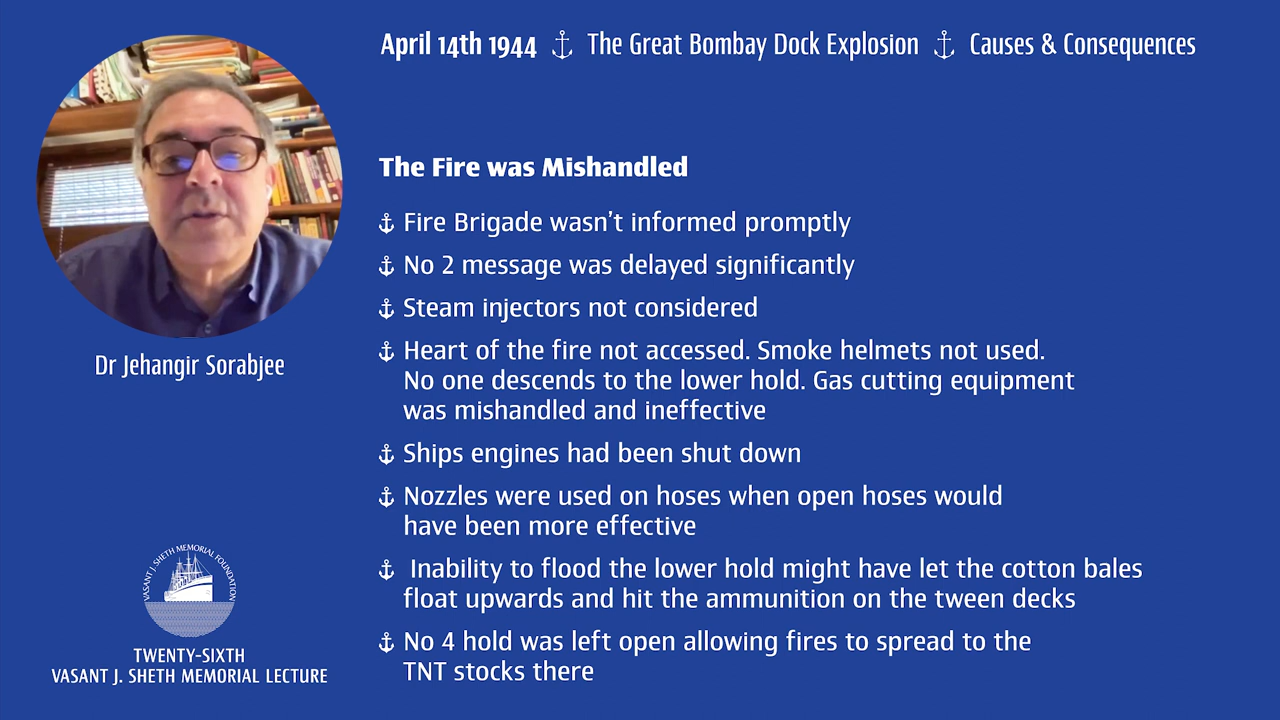 April 14th 1944 ⚓ The Great Bombay Dock Explosion ⚓ Causes & Consequences
The Fire was Mishandled
⚓ Fire Brigade wasn't informed promptly
⚓ No 2 message was delayed significantly
⚓ Steam injectors not considered
⚓ Heart of the fire not accessed. Smoke helmets not used.
No one descends to the lower hold. Gas cutting equipment
was mishandled and ineffective
⚓ Ships engines had been shut down
⚓ Nozzles were used on hoses when open hoses would
have been more effective
⚓ Inability to flood the lower hold might have let the cotton bales
float upwards and hit the ammunition on the tween decks
⚓ No 4 hold was left open allowing fires to spread to the
TNT stocks there
Dr Jehangir Sorabjee
VASANT J. SHETH MEMORIAL FOUNDATION
TWENTY-SIXTH
VASANT J. SHETH MEMORIAL LECTURE